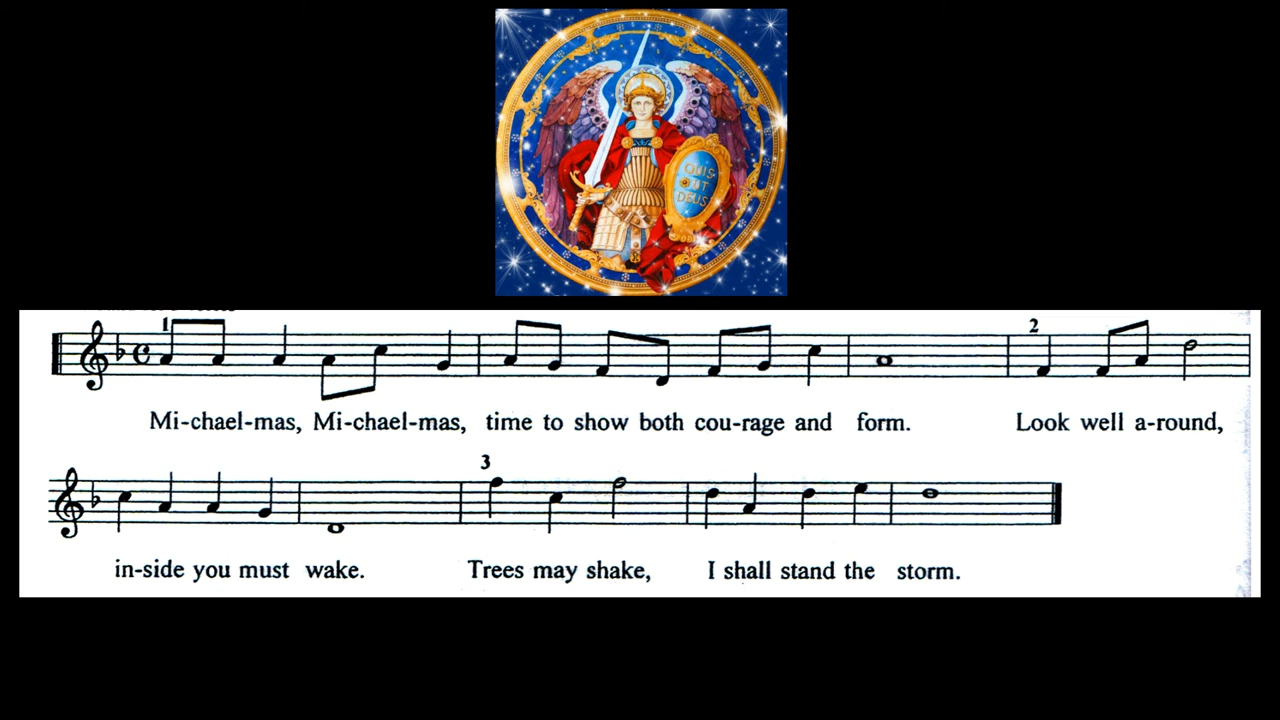 QUIS
UT
DEUS
1
2
Mi-chael-mas, Mi-chael-mas, time to show both cou-rage and form. Look well a-round,
3
in-side you must wake. Trees may shake, I shall stand the storm.